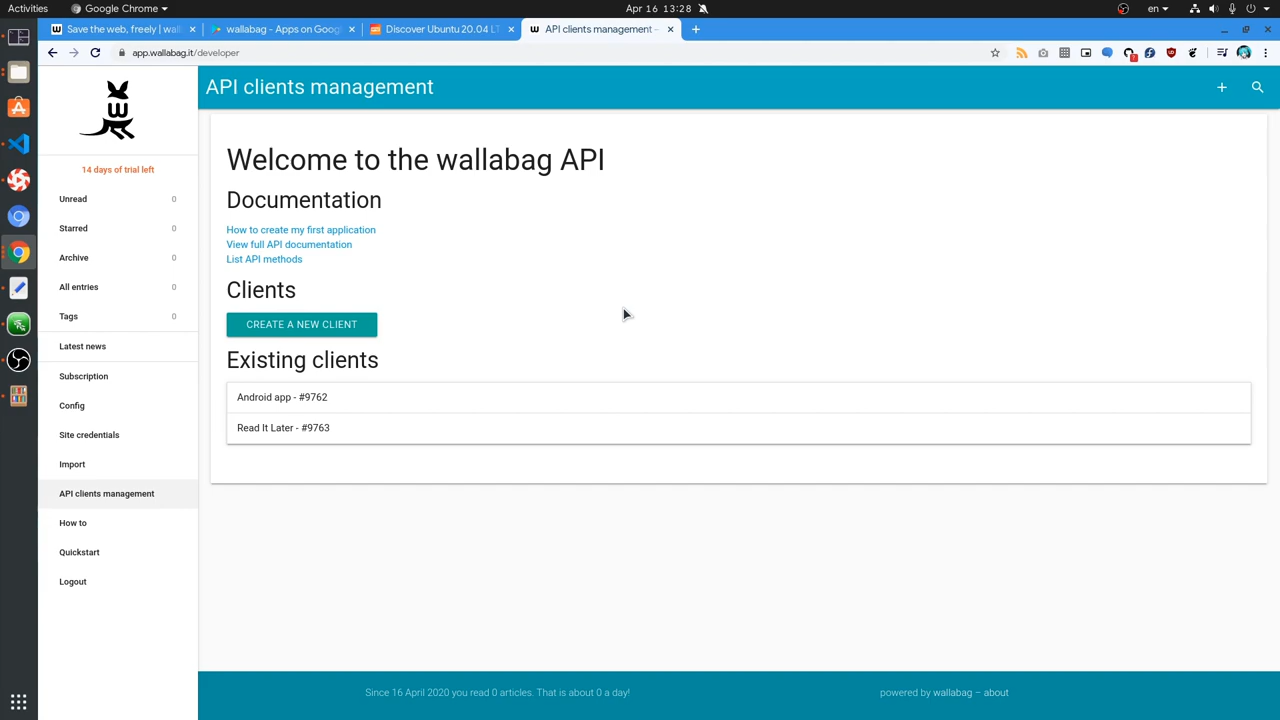 Activities
Google Chrome
Apr 16 13:28
en
Save the web, freely | wall
wallabag - Apps on Googl
Discover Ubuntu 20.04 LT
API clients management –
app.wallabag.it/developer
API clients management
14 days of trial left
Unread 0
Starred 0
Archive 0
All entries 0
Tags 0
Latest news
Subscription
Config
Site credentials
Import
API clients management
How to
Quickstart
Logout
Welcome to the wallabag API
Documentation
How to create my first application
View full API documentation
List API methods
Clients
CREATE A NEW CLIENT
Existing clients
Android app - #9762
Read It Later - #9763
Since 16 April 2020 you read 0 articles. That is about 0 a day!
powered by wallabag – about